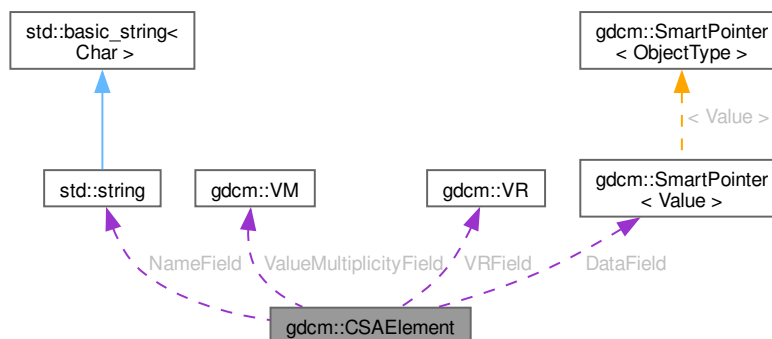 std::basic_string<
Char >
gdcm::SmartPointer
< ObjectType >
< Value >
std::string
gdcm::VM
gdcm::VR
gdcm::SmartPointer
< Value >
NameField
ValueMultiplicityField
VRField
DataField
gdcm::CSAElement